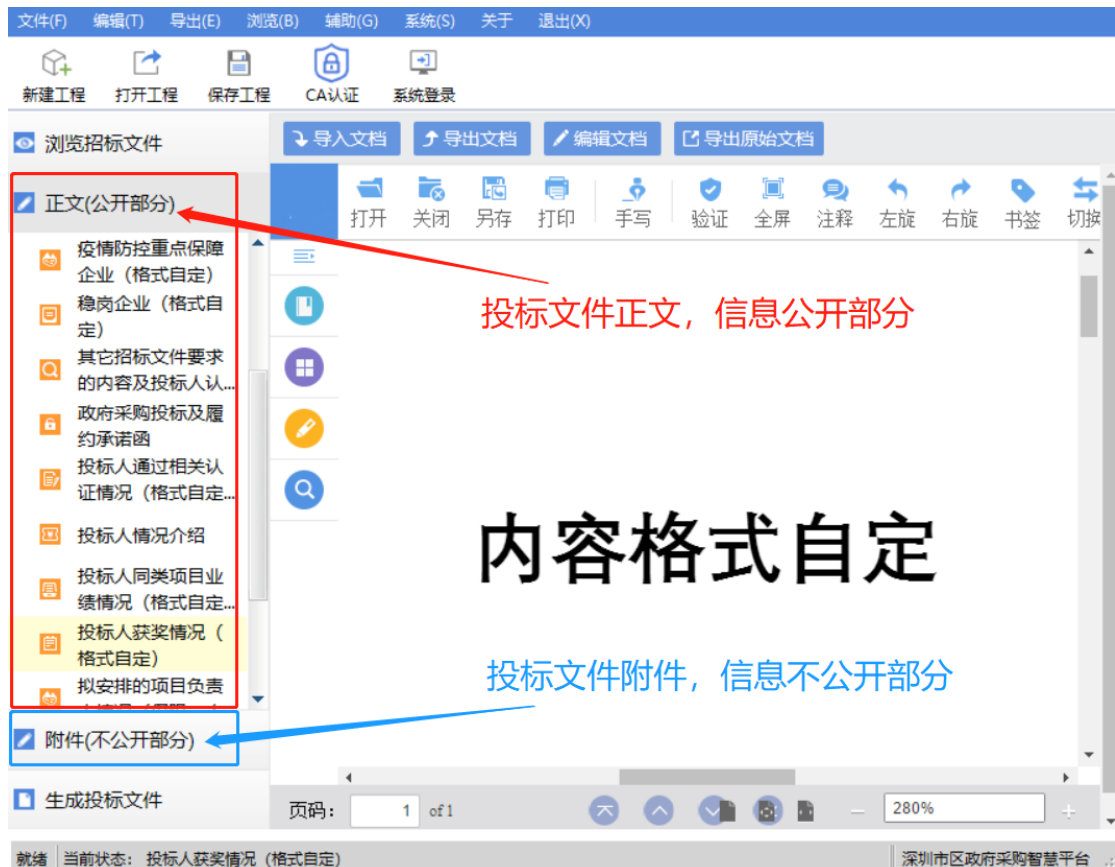 文件(F) 编辑(T) 导出(E) 浏览(B) 辅助(G) 系统(S) 关于 退出(X)
新建工程 打开工程 保存工程 CA认证 系统登录
浏览招标文件
导入文档 导出文档 编辑文档 导出原始文档
正文(公开部分)
打开 关闭 另存 打印 手写 验证 全屏 注释 左旋 右旋 书签 切换
疫情防控重点保障
企业（格式自定）
稳岗企业（格式自
定）
其它招标文件要求
的内容及投标人认...
政府采购投标及履
约承诺函
投标人通过相关认
证情况（格式自定...
投标人情况介绍
投标人同类项目业
绩情况（格式自定...
投标人获奖情况（
格式自定）
拟安排的项目负责
投标文件正文，信息公开部分
内容格式自定
投标文件附件，信息不公开部分
附件(不公开部分)
生成投标文件
页码： 1 of 1 280%
就绪 当前状态： 投标人获奖情况（格式自定） 深圳市区政府采购智慧平台